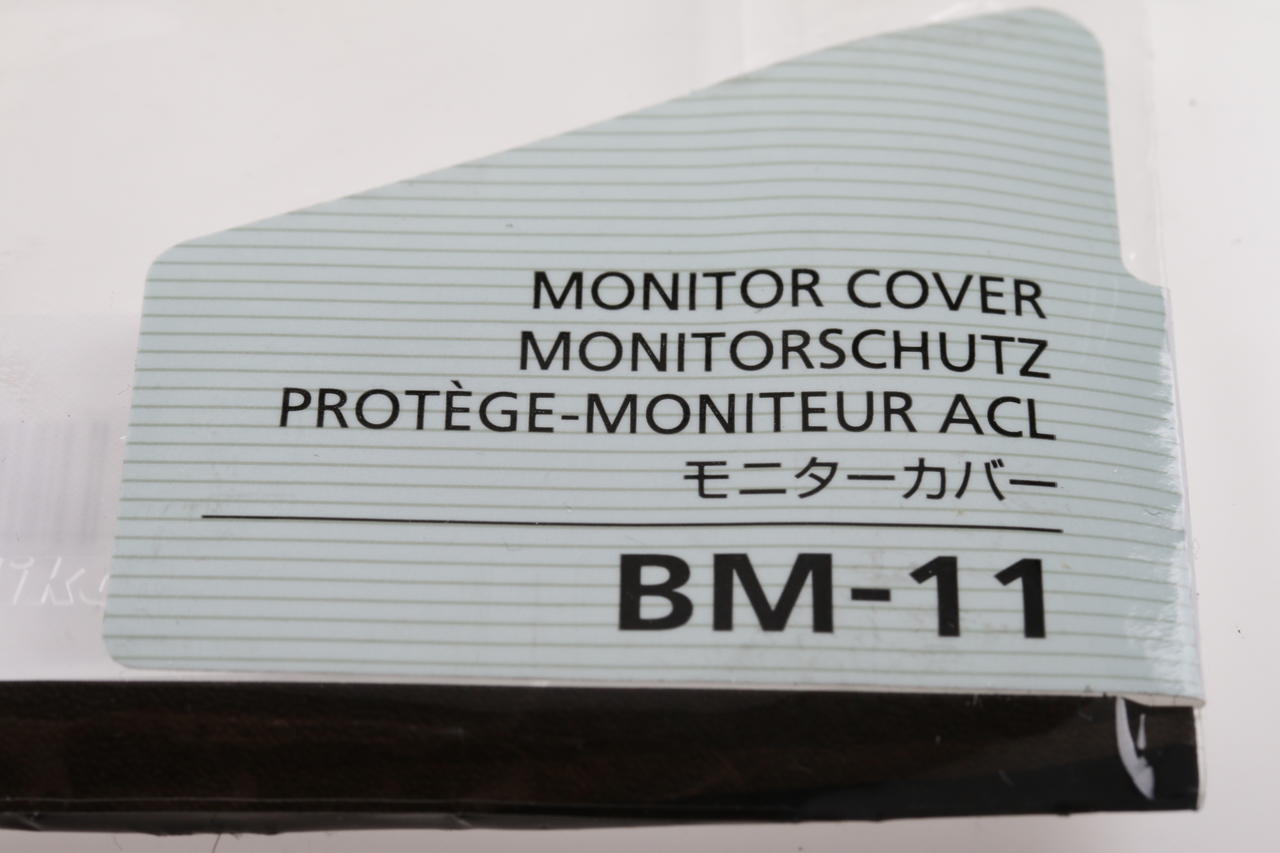 MONITOR COVER
MONITORSCHUTZ
PROTÈGE-MONITEUR ACL
モニターカバー
BM-11